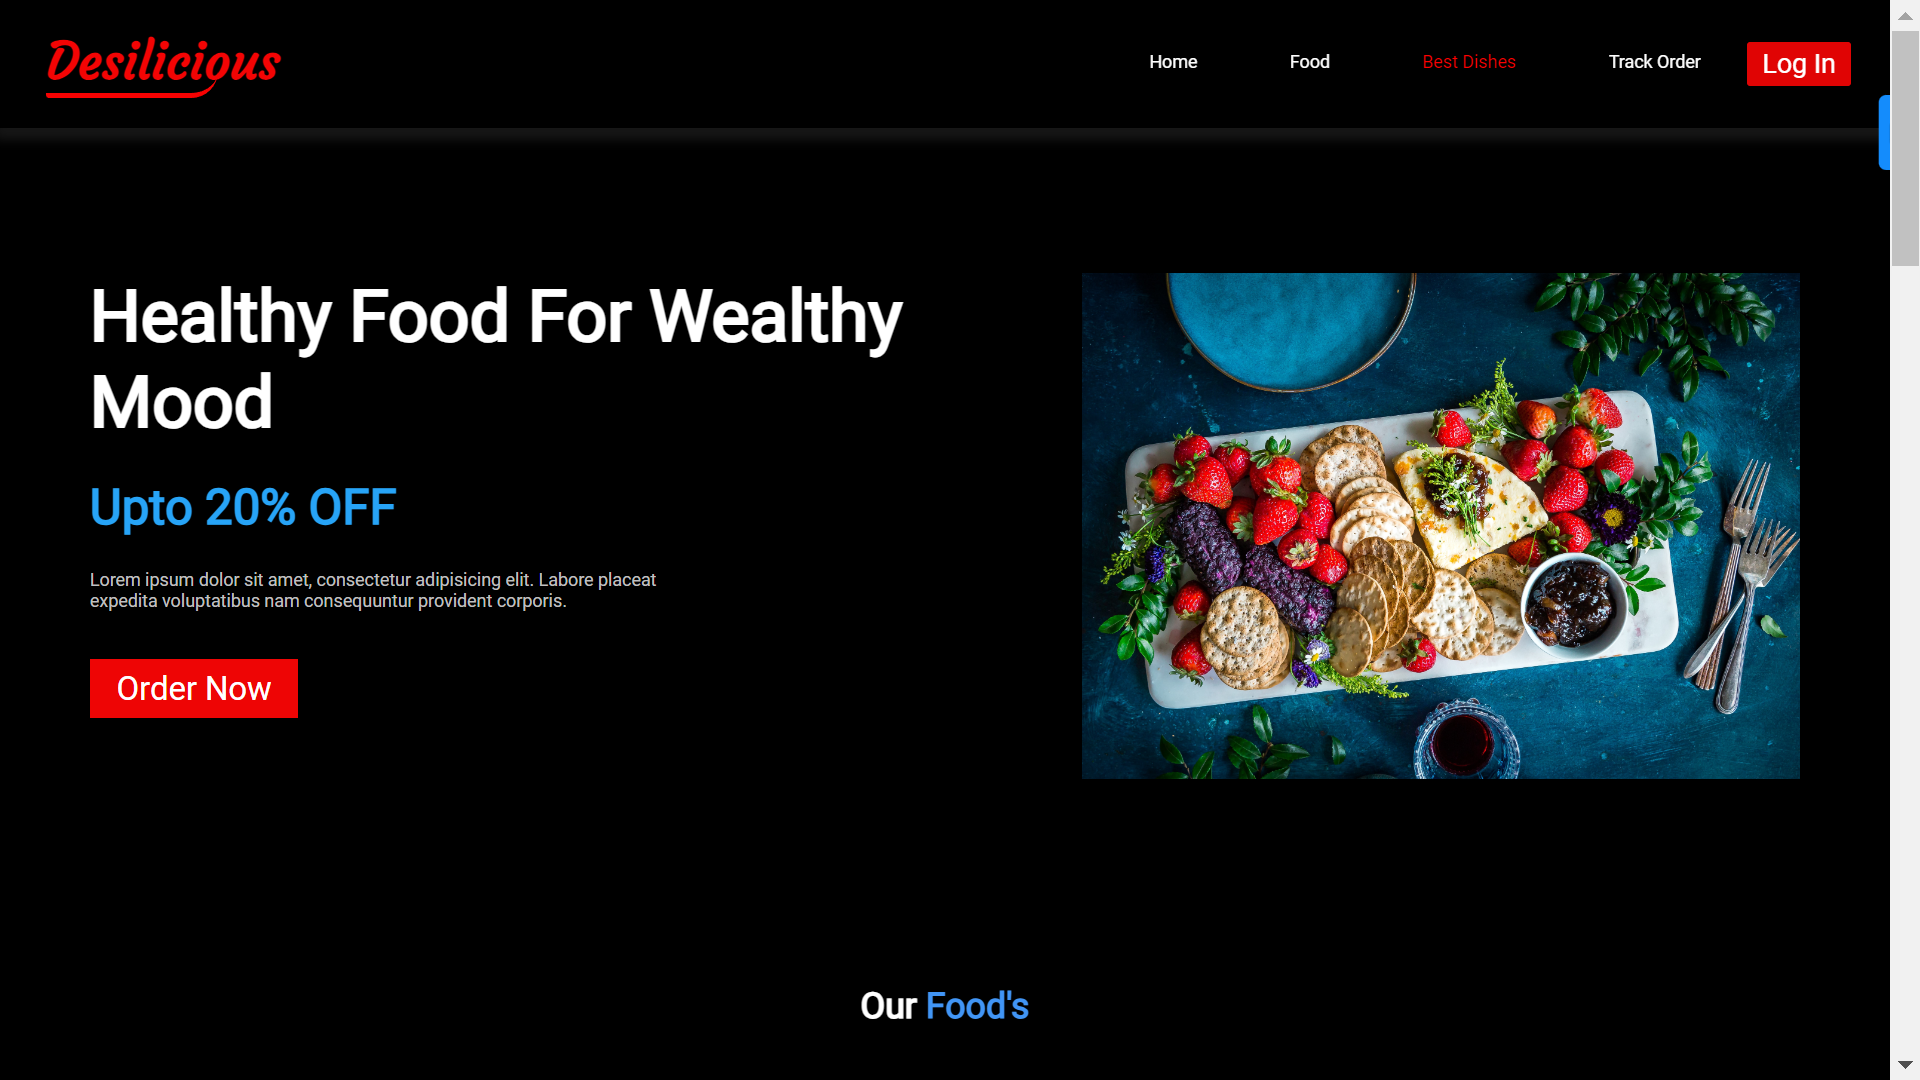 Desilicious
Home
Food
Best Dishes
Track Order
Log In
Healthy Food For Wealthy
Mood
Upto 20% OFF
Lorem ipsum dolor sit amet, consectetur adipisicing elit. Labore placeat
expedita voluptatibus nam consequuntur provident corporis.
Order Now
Our Food's